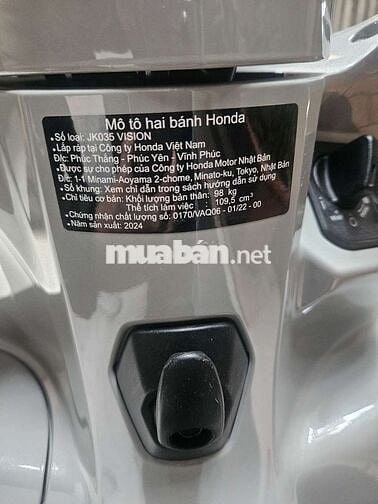 Mô tô hai bánh Honda
• Số loại: JK035 VISION
• Lắp ráp tại Công ty Honda Việt Nam
Đ/c: Phúc Thắng - Phúc Yên - Vĩnh Phúc
• Được sự cho phép của Công ty Honda Motor Nhật Bản
Đ/c: 1-1 Minami-Aoyama 2-chome, Minato-ku, Tokyo, Nhật Bản
• Số khung: Xem chỉ dẫn trong sách hướng dẫn sử dụng
• Chỉ tiêu cơ bản: Khối lượng bản thân: 98 kg
Thể tích làm việc : 109,5 cm³
• Chứng nhận chất lượng số: 0170/VAQ06 - 01/22 - 00
• Năm sản xuất: 2024
muabán.net